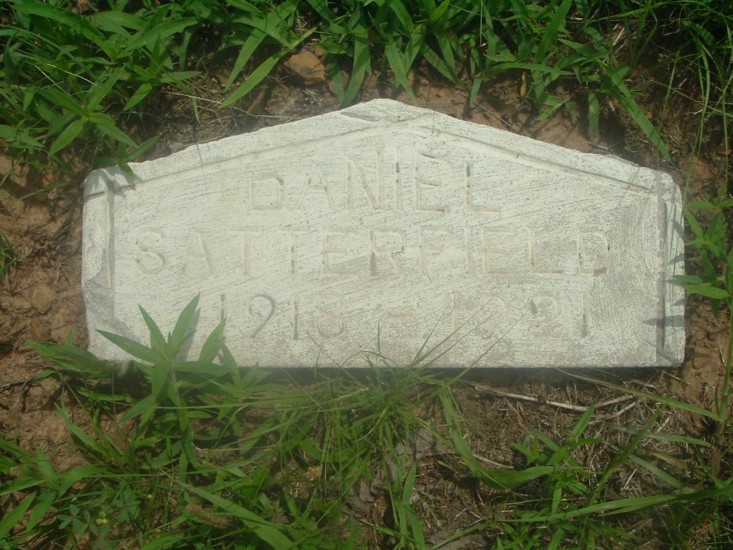 DANIEL
SATTERFIELD
1918 - 1921